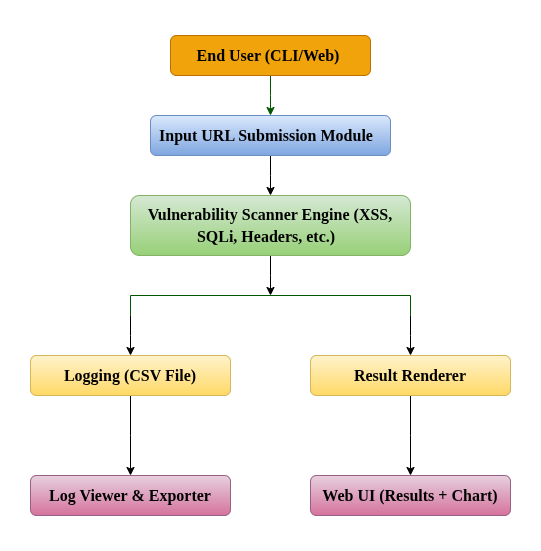 End User (CLI/Web)
Input URL Submission Module
Vulnerability Scanner Engine (XSS,
SQLi, Headers, etc.)
Logging (CSV File)
Result Renderer
Log Viewer & Exporter
Web UI (Results + Chart)